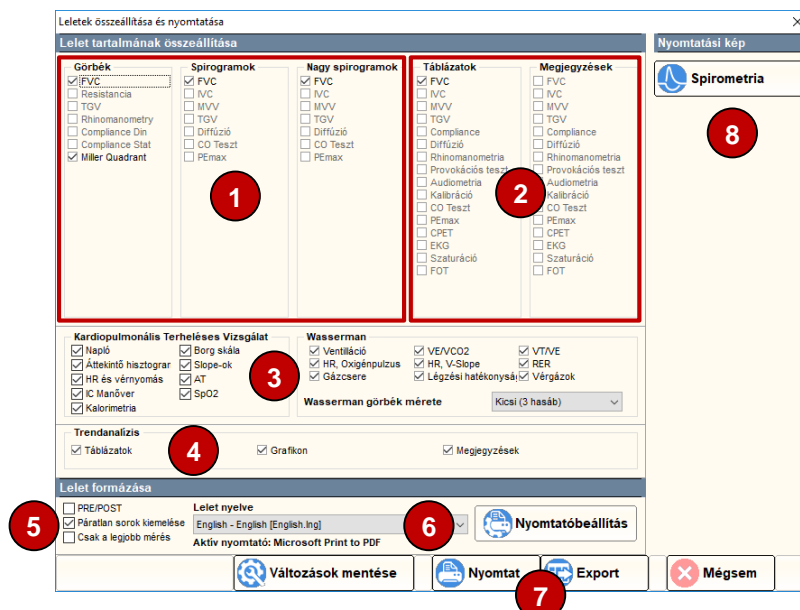 Leletek összeállítása és nyomtatása
Lelet tartalmának összeállítása
Nyomtatási kép
Görbék
FVC
Resistancia
TGV
Rhinomanometry
Compliance Din
Compliance Stat
Miller Quadrant
Spirogramok
FVC
IVC
MVV
TGV
Diffúzió
CO Teszt
PEmax
Nagy spirogramok
FVC
IVC
MVV
TGV
Diffúzió
CO Teszt
PEmax
1
Táblázatok
FVC
IVC
MVV
TGV
Compliance
Diffúzió
Rhinomanometria
Provokációs teszt
Audiometria
Kalibráció
CO Teszt
PEmax
CPET
EKG
Szaturáció
FOT
Megjegyzések
FVC
IVC
MVV
TGV
Compliance
Diffúzió
Rhinomanometria
Provokációs teszt
Audiometria
Kalibráció
CO Teszt
PEmax
CPET
EKG
Szaturáció
FOT
2
Spirometria
8
Kardiopulmonális Terheléses Vizsgálat
Napló
Áttekintő hisztograr
HR és vérnyomás
IC Manőver
Kalorimetria
Borg skála
Slope-ok
AT
SpO2
3
Wasserman
Ventilláció
VE/VCO2
VT/VE
HR, Oxigénpulzus
HR, V-Slope
RER
Gázcsere
Légzési hatékonysá
Vérgázok
Wasserman görbék mérete
Kicsi (3 hasáb)
Trendanalízis
Táblázatok
4
Grafikon
Megjegyzések
Lelet formázása
5
PRE/POST
Páratlan sorok kiemelése
Csak a legjobb mérés
Lelet nyelve
English - English [English.lng]
Aktív nyomtató: Microsoft Print to PDF
6
Nyomtatóbeállítás
Változások mentése
Nyomtat
7
Export
Mégsem